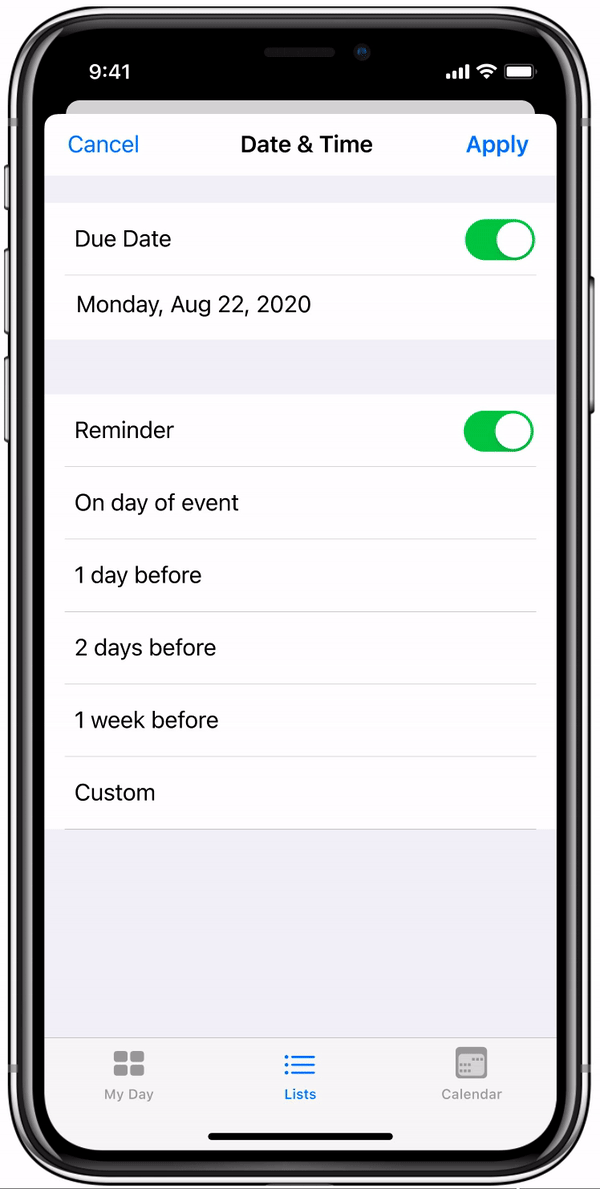 9:41
Cancel Date & Time Apply
Due Date
Monday, Aug 22, 2020
Reminder
On day of event
1 day before
2 days before
1 week before
Custom
My Day Lists Calendar